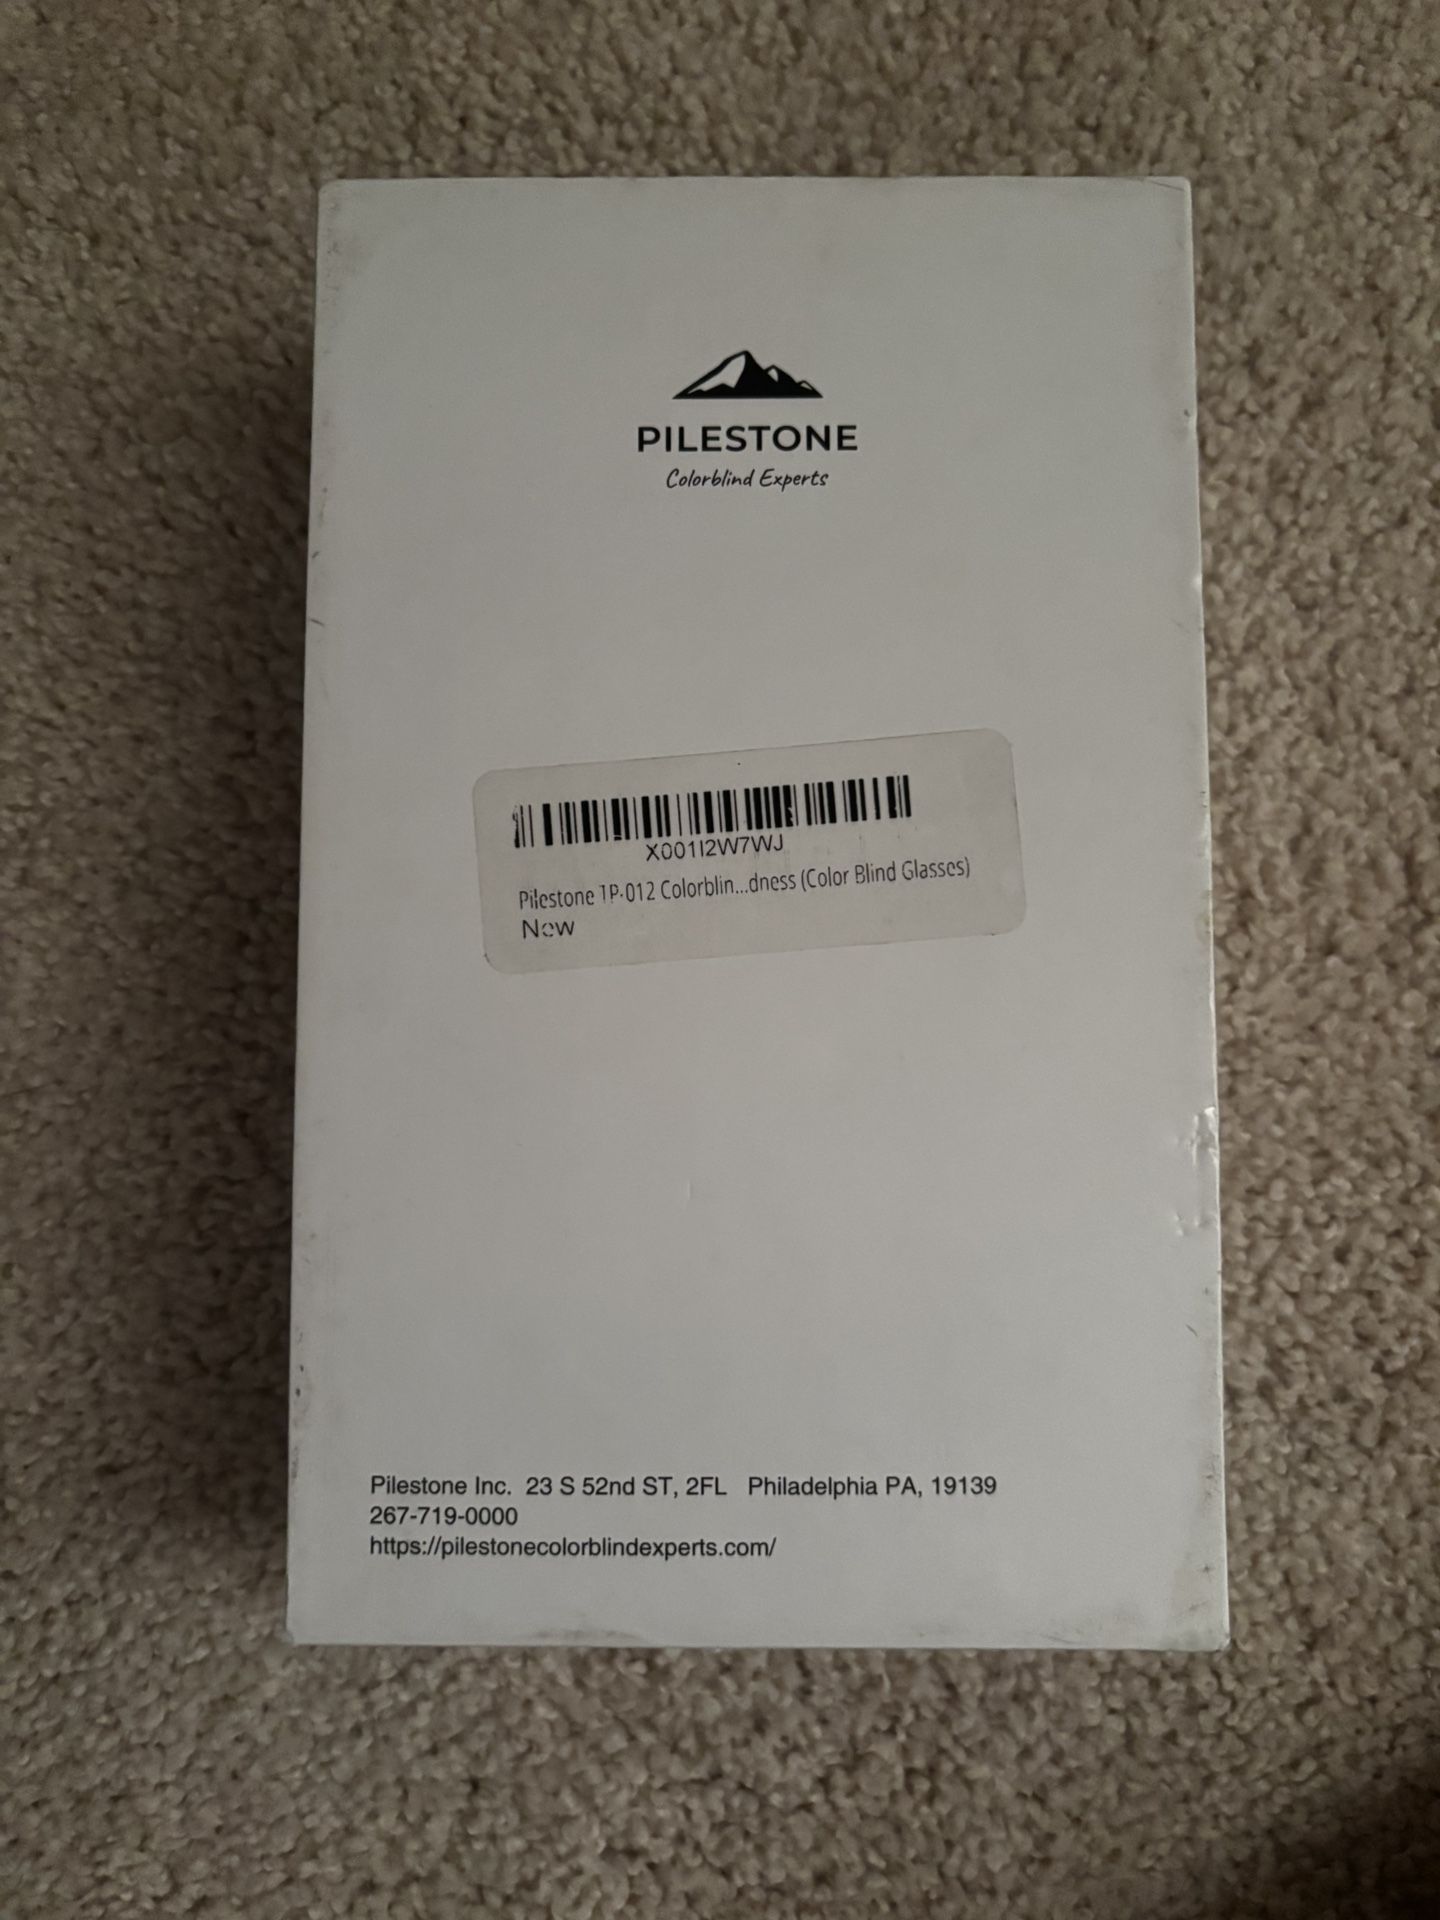 PILESTONE
Colorblind Experts
X001I2W7WJ
Pilestone TP-012 Colorblin...dness (Color Blind Glasses)
New
Pilestone Inc. 23 S 52nd ST, 2FL Philadelphia PA, 19139
267-719-0000
https://pilestonecolorblindexperts.com/